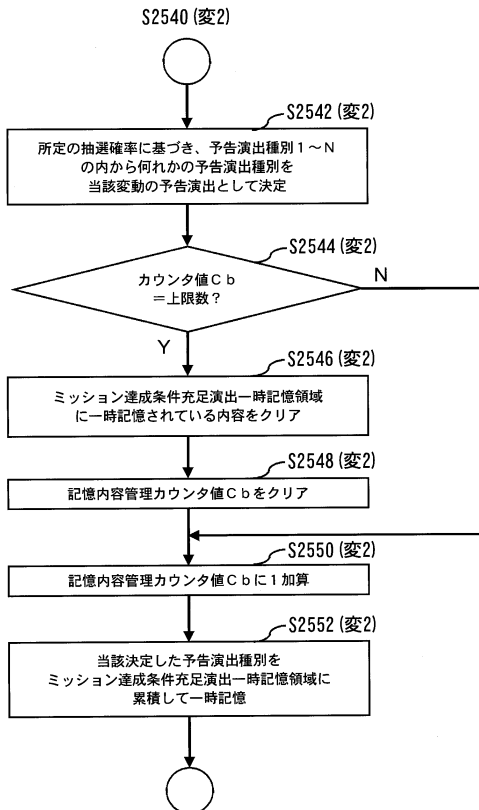 S2540 (変2)
S2542 (変2)
所定の抽選確率に基づき、予告演出種別1~N
の内から何れかの予告演出種別を
当該変動の予告演出として決定
S2544 (変2)
カウンタ値Cb
=上限数?
N
Y
S2546 (変2)
ミッション達成条件充足演出一時記憶領域
に一時記憶されている内容をクリア
S2548 (変2)
記憶内容管理カウンタ値Cbをクリア
S2550 (変2)
記憶内容管理カウンタ値Cbに1加算
S2552 (変2)
当該決定した予告演出種別を
ミッション達成条件充足演出一時記憶領域に
累積して一時記憶